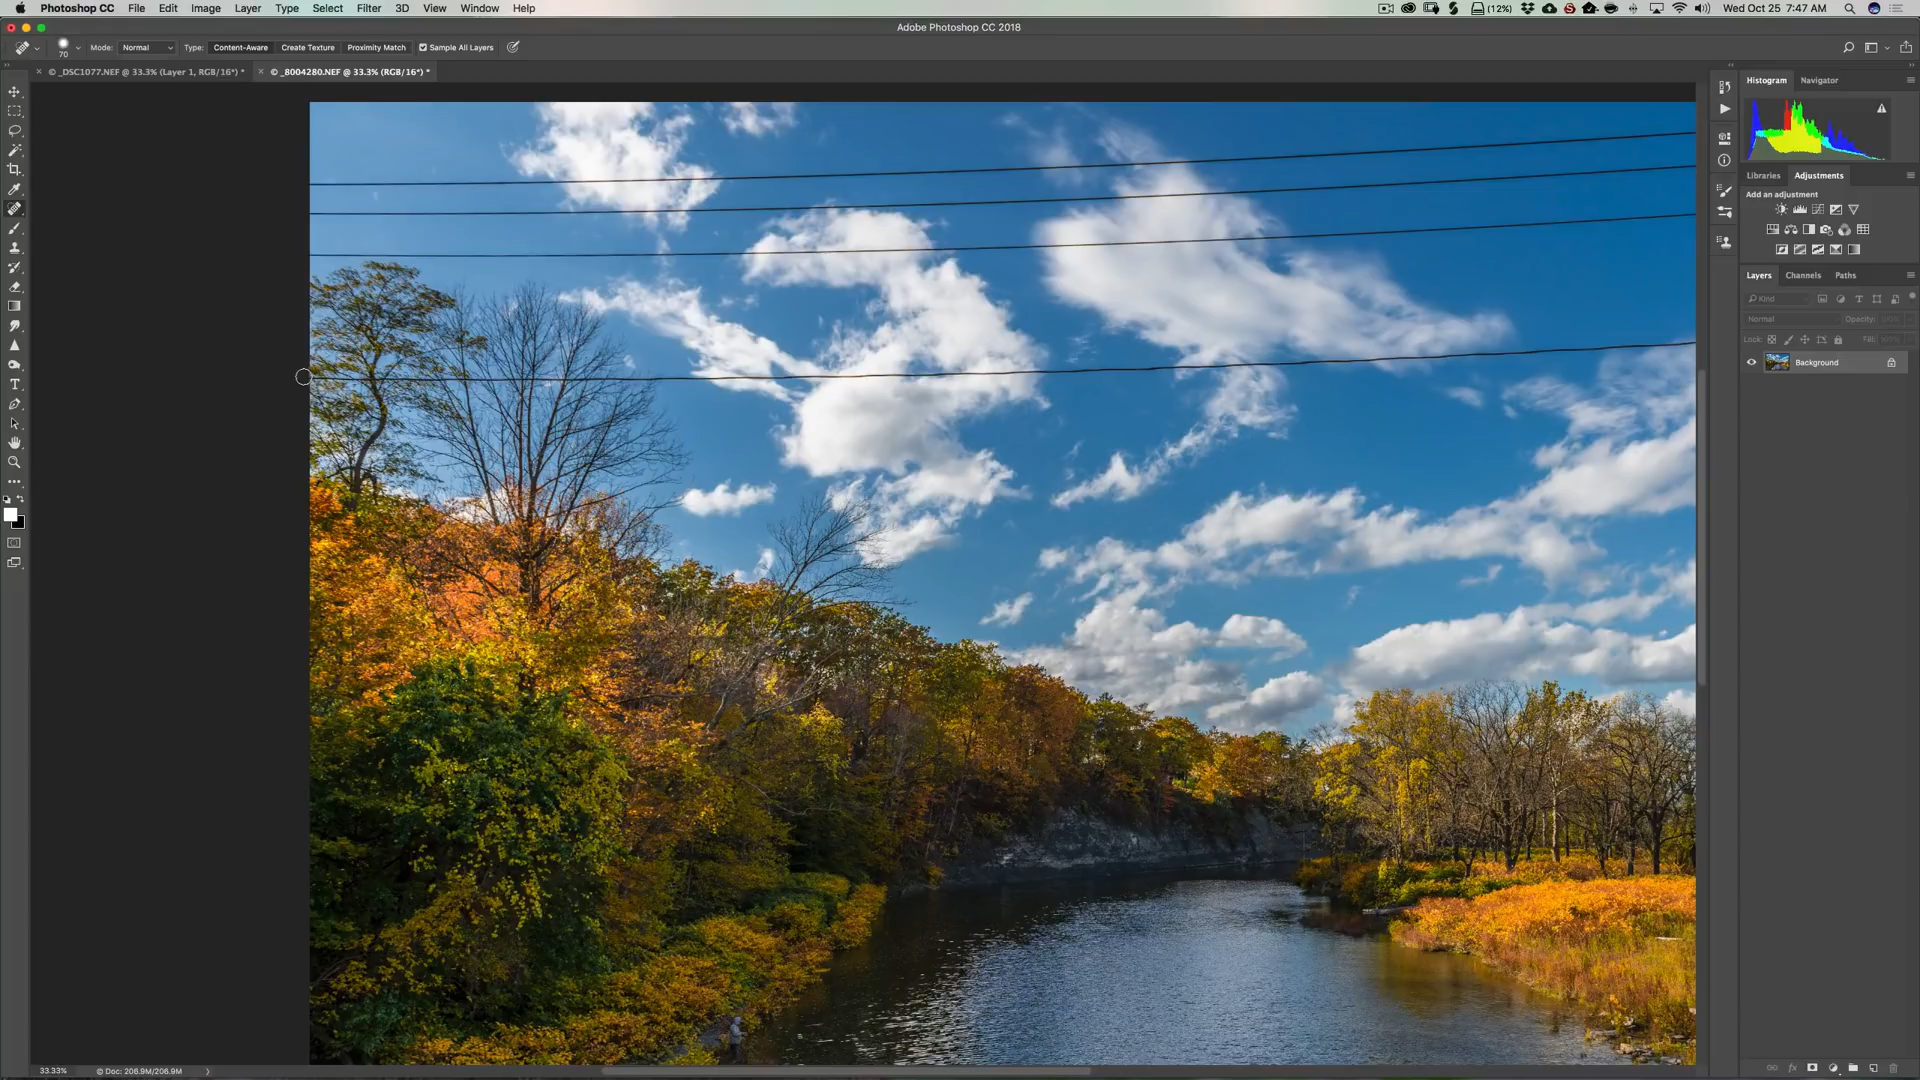 Photoshop CC File Edit Image Layer Type Select Filter 3D View Window Help (12%) Wed Oct 25 7:47 AM
Adobe Photoshop CC 2018
70 Mode: Normal Type: Content-Aware Create Texture Proximity Match Sample All Layers
× © _DSC1077.NEF @ 33.3% (Layer 1, RGB/16*) * × © _8004280.NEF @ 33.3% (RGB/16*) *
Histogram Navigator
Libraries Adjustments
Add an adjustment
Layers Channels Paths
Kind
Normal Opacity:
Lock: Fill:
Background
33.33% © Doc: 206.9M/206.9M